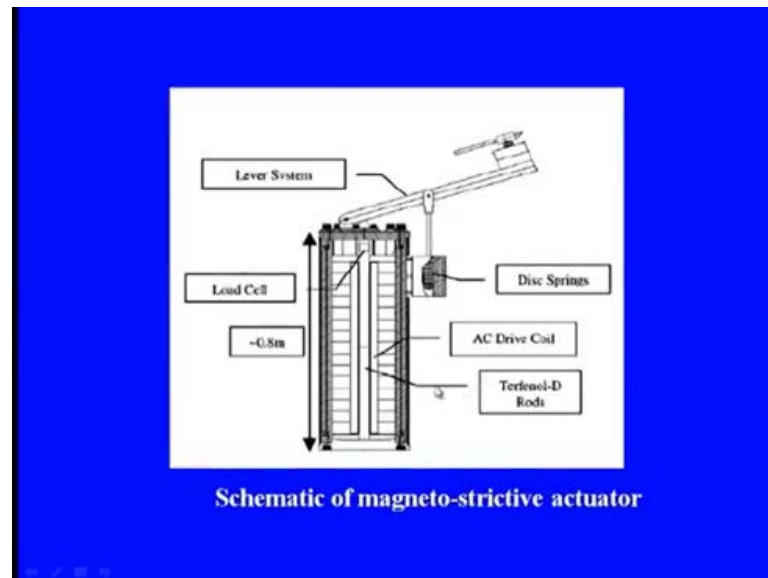 Lever System
Load Cell
Disc Springs
~0.8m
AC Drive Coil
Terfenol-D
Rods
Schematic of magneto-strictive actuator